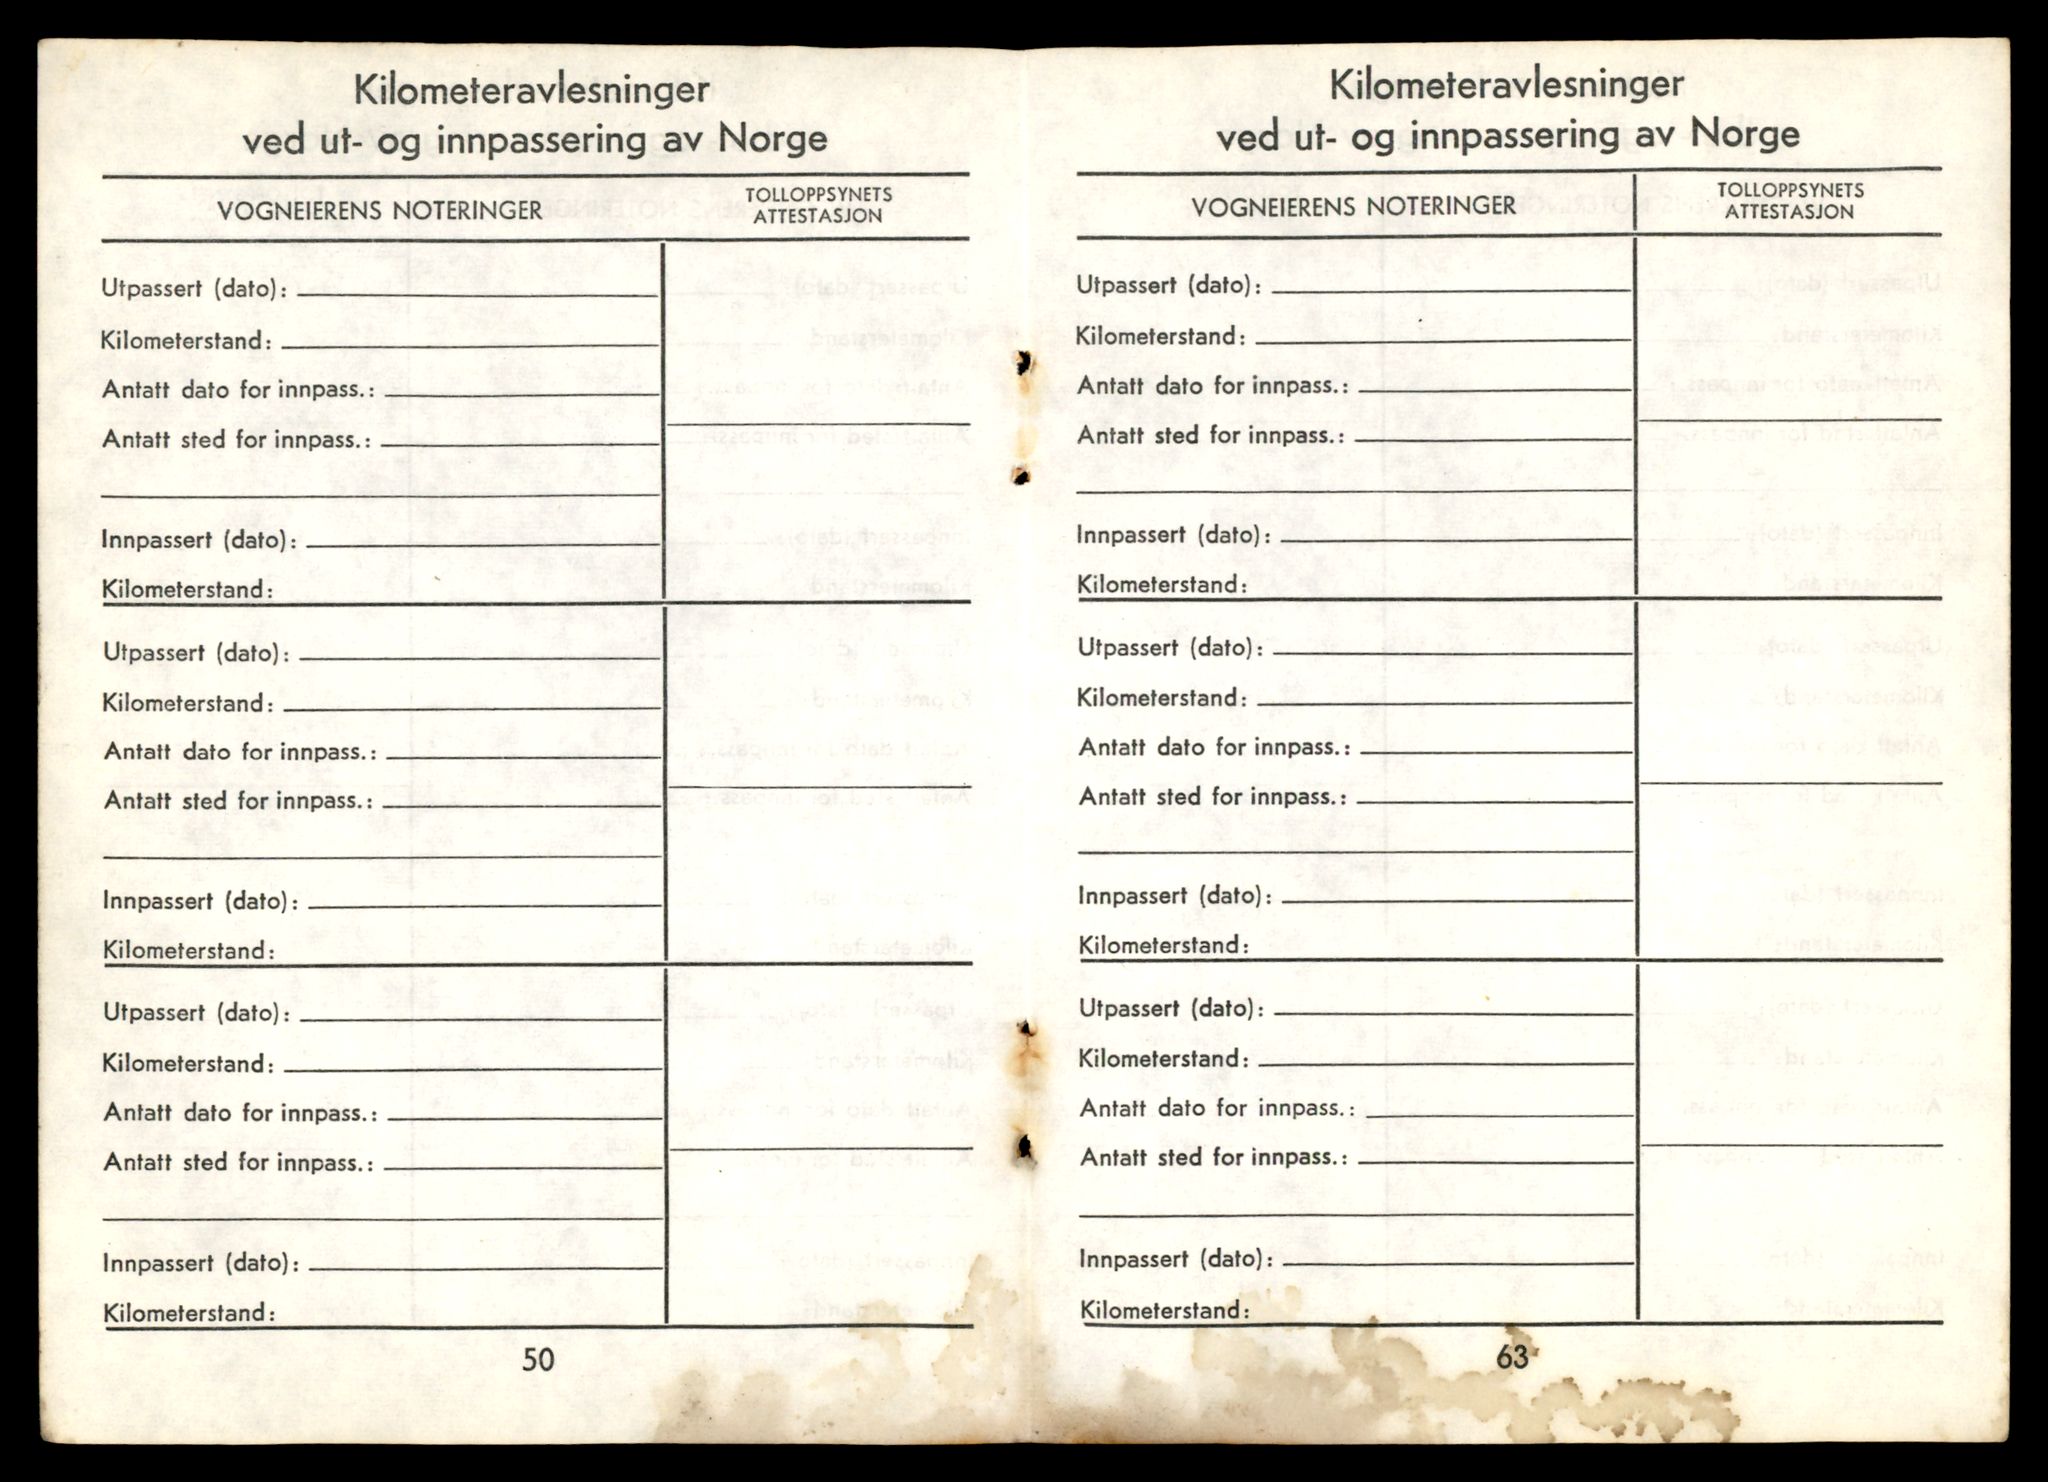 Kilometeravlesninger
ved ut- og innpassering av Norge
VOGNEIERENS NOTERINGER
TOLLOPPSYNETS
ATTESTASJON
Utpassert (dato):
Kilometerstand:
Antatt dato for innpass.:
Antatt sted for innpass.:
Innpassert (dato):
Kilometerstand:
Utpassert (dato):
Kilometerstand:
Antatt dato for innpass.:
Antatt sted for innpass.:
Innpassert (dato):
Kilometerstand:
Utpassert (dato):
Kilometerstand:
Antatt dato for innpass.:
Antatt sted for innpass.:
Innpassert (dato):
Kilometerstand:
50
Kilometeravlesninger
ved ut- og innpassering av Norge
VOGNEIERENS NOTERINGER
TOLLOPPSYNETS
ATTESTASJON
Utpassert (dato):
Kilometerstand:
Antatt dato for innpass.:
Antatt sted for innpass.:
Innpassert (dato):
Kilometerstand:
Utpassert (dato):
Kilometerstand:
Antatt dato for innpass.:
Antatt sted for innpass.:
Innpassert (dato):
Kilometerstand:
Utpassert (dato):
Kilometerstand:
Antatt dato for innpass.:
Antatt sted for innpass.:
Innpassert (dato):
Kilometerstand:
63